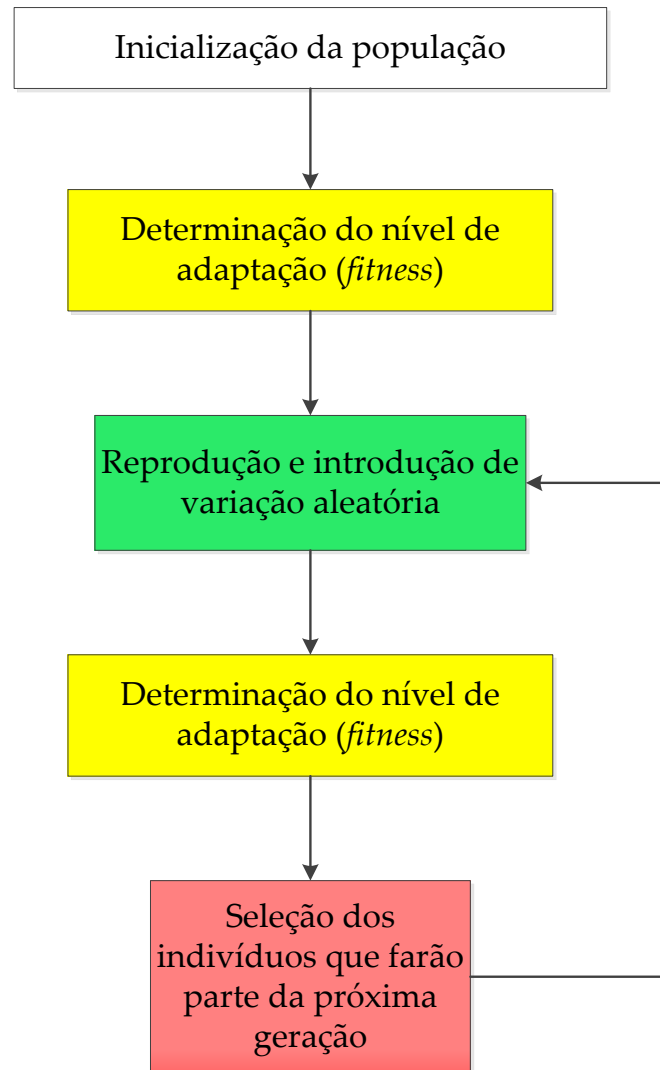 Inicialização da população
Determinação do nível de
adaptação (fitness)
Reprodução e introdução de
variação aleatória
Determinação do nível de
adaptação (fitness)
Seleção dos
indivíduos que farão
parte da próxima
geração